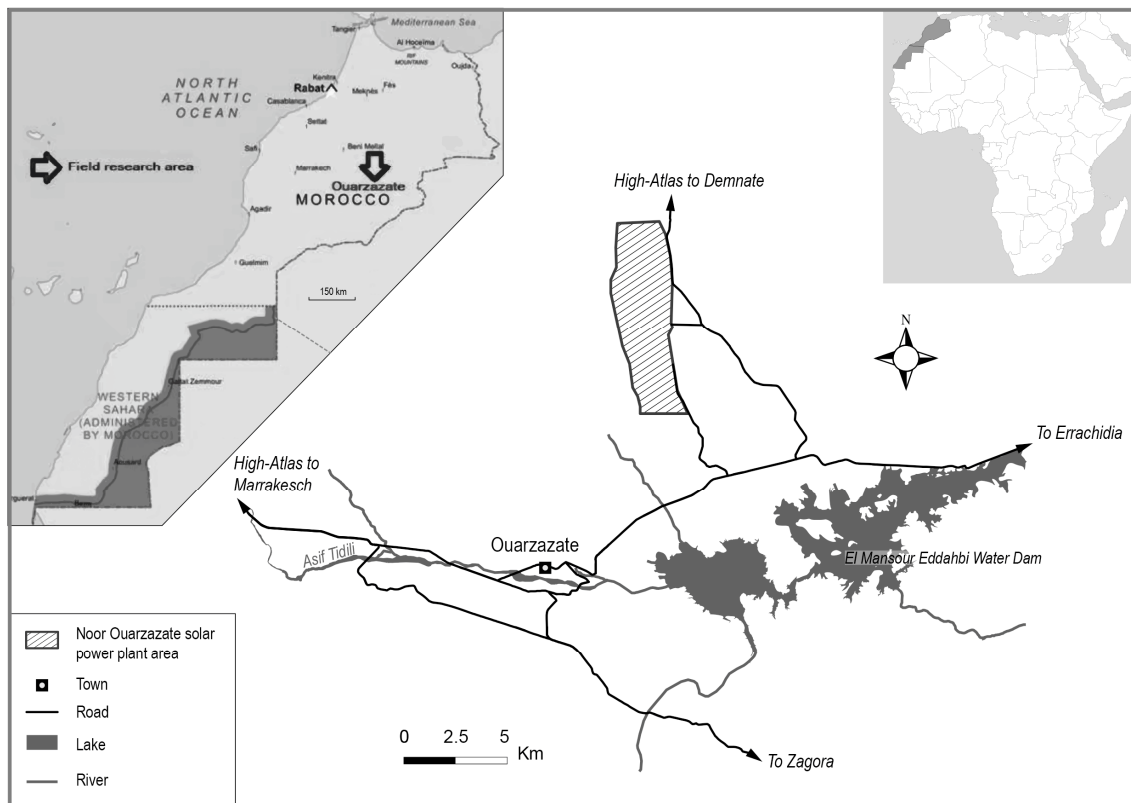 Mediterranean Sea
Tangier
Al Hoceima
RIF
MOUNTAINS
Oujda
NORTH
ATLANTIC
OCEAN
Kenitra
Rabat
Fès
Meknès
Casablanca
Settat
Safi
Beni Mellal
Field research area
Marrakech
Ouarzazate
MOROCCO
Agadir
Guelmim
150 km
Galtat Zemmour
WESTERN
SAHARA
(ADMINISTERED
BY MOROCCO)
Aousard
High-Atlas to Demnate
N
To Errachidia
High-Atlas to
Marrakesch
Asif Tidili
Ouarzazate
El Mansour Eddahbi Water Dam
To Zagora
Noor Ouarzazate solar
power plant area
Town
Road
Lake
River
0 2.5 5
Km